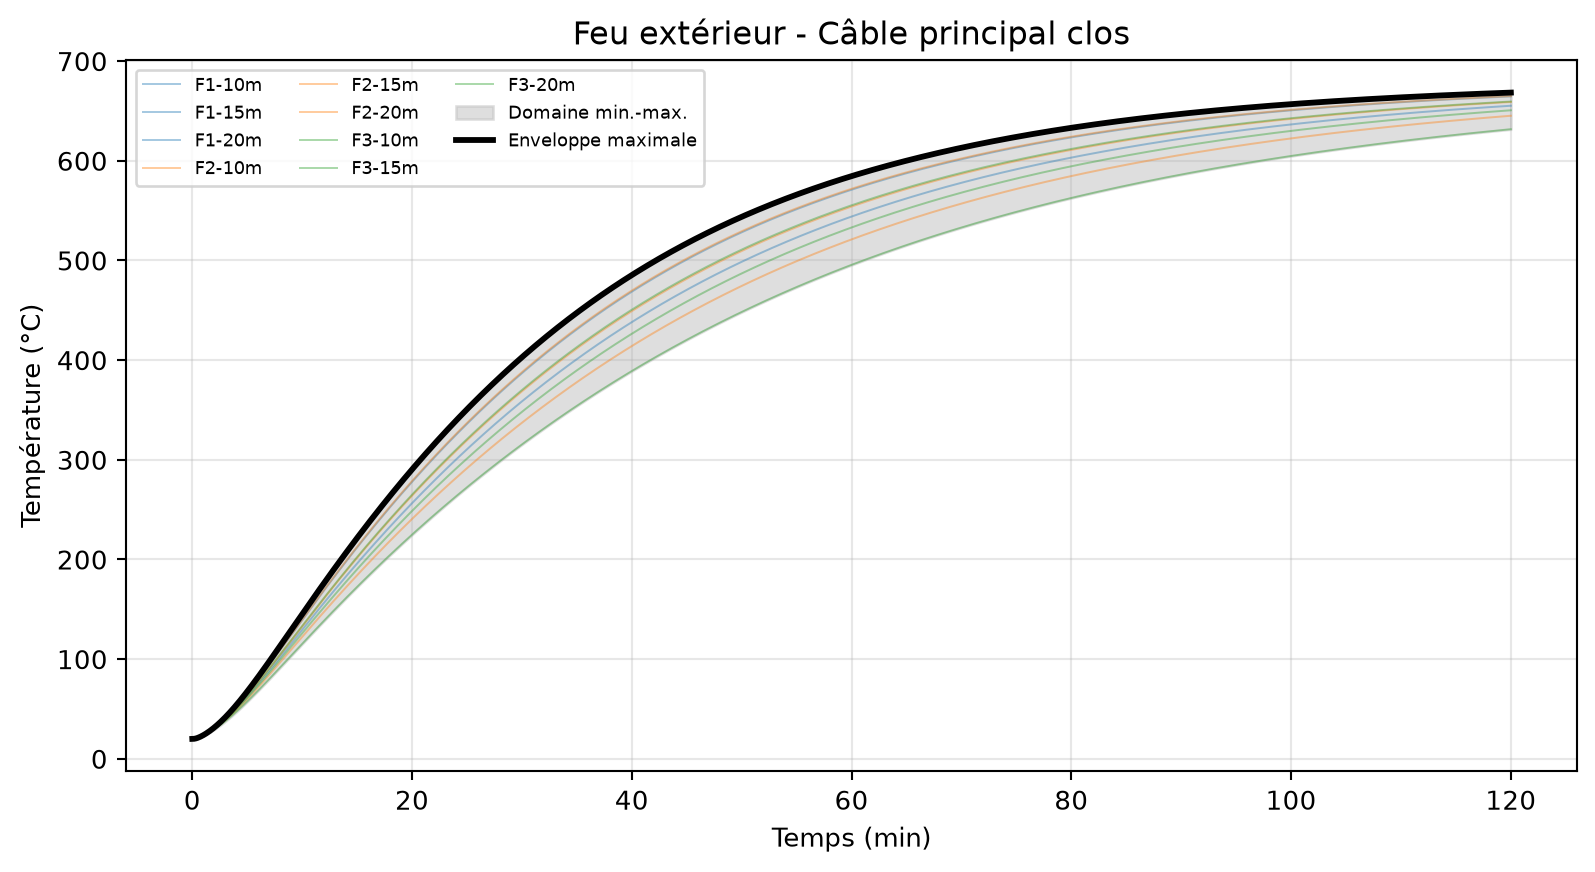 Feu extérieur - Câble principal clos
F1-10m
F1-15m
F1-20m
F2-10m
F2-15m
F2-20m
F3-10m
F3-15m
F3-20m
Domaine min.-max.
Enveloppe maximale
Température (°C)
700
600
500
400
300
200
100
0
0 20 40 60 80 100 120
Temps (min)